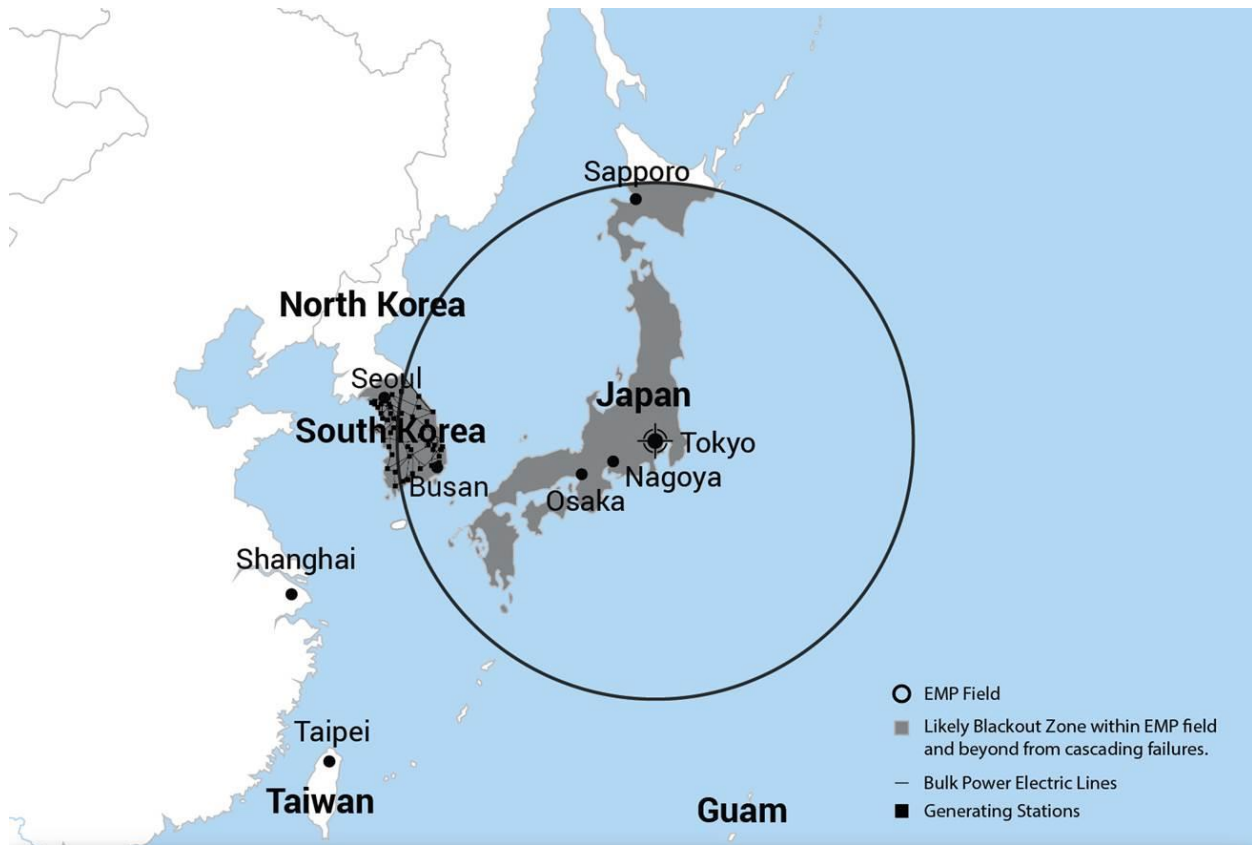 Sapporo
North Korea
Seoul
Japan
South Korea
Tokyo
Nagoya
Busan
Osaka
Shanghai
EMP Field
Likely Blackout Zone within EMP field
and beyond from cascading failures.
Taipei
Bulk Power Electric Lines
Taiwan
Guam
Generating Stations